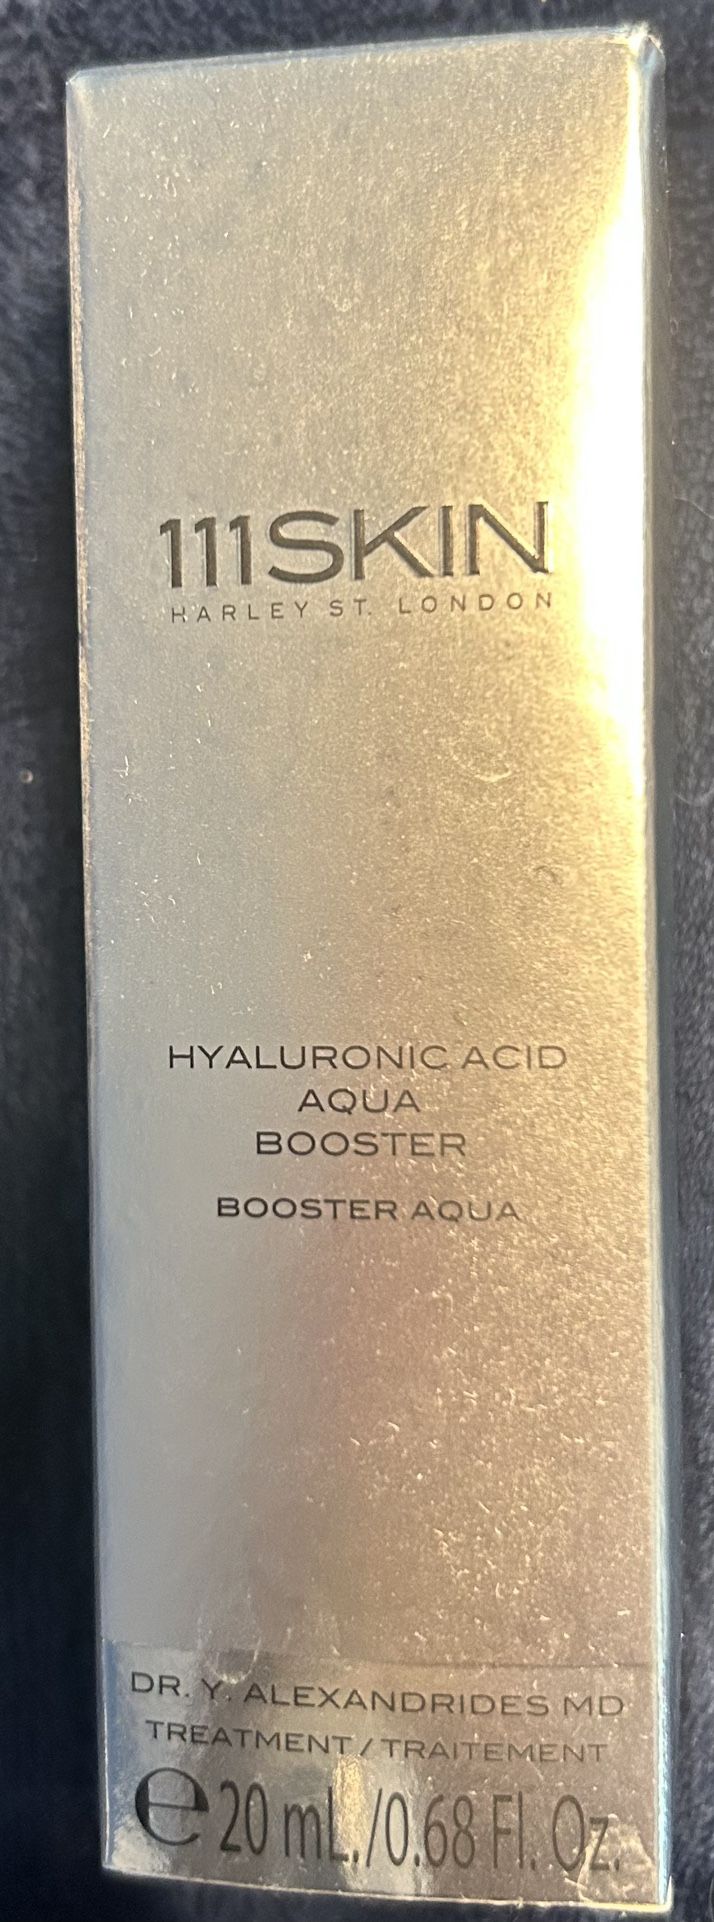 111SKIN
HARLEY ST. LONDON
HYALURONIC ACID
AQUA
BOOSTER
BOOSTER AQUA
DR. Y. ALEXANDRIDES MD
TREATMENT/TRAITEMENT
℮ 20 mL./0.68 Fl. Oz.